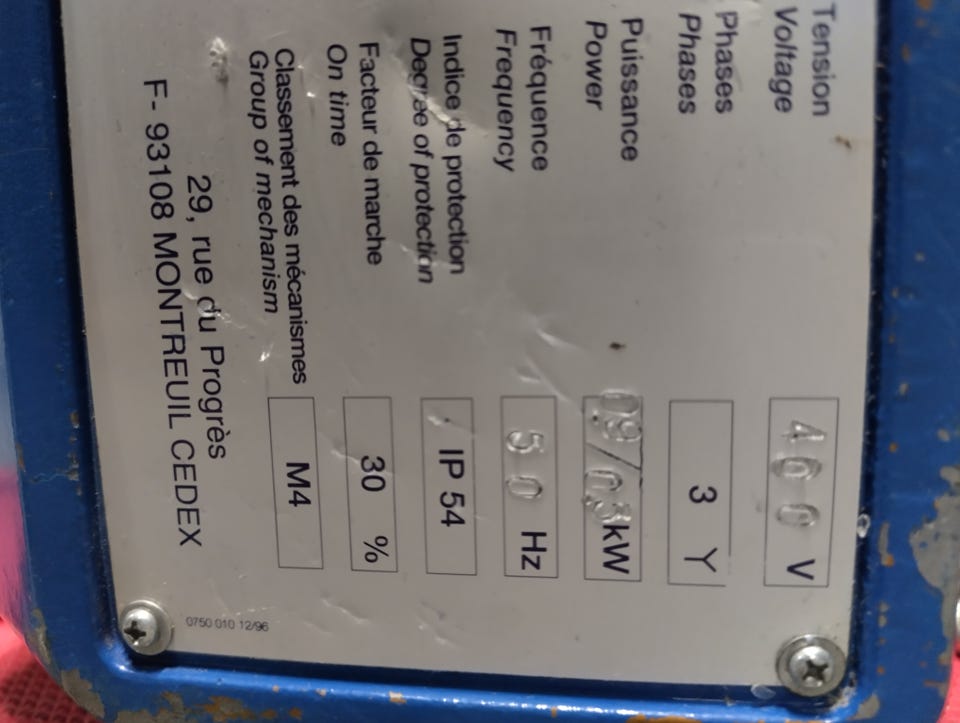 Tension
Voltage 400 V
Phases
Phases 3 Y
Puissance
Power 09/03 kW
Fréquence
Frequency 50 Hz
Indice de protection
Degree of protection IP 54
Facteur de marche
On time 30 %
Classement des mécanismes
Group of mechanism M4
29, rue du Progrès
F- 93108 MONTREUIL CEDEX
0750 010 12/96